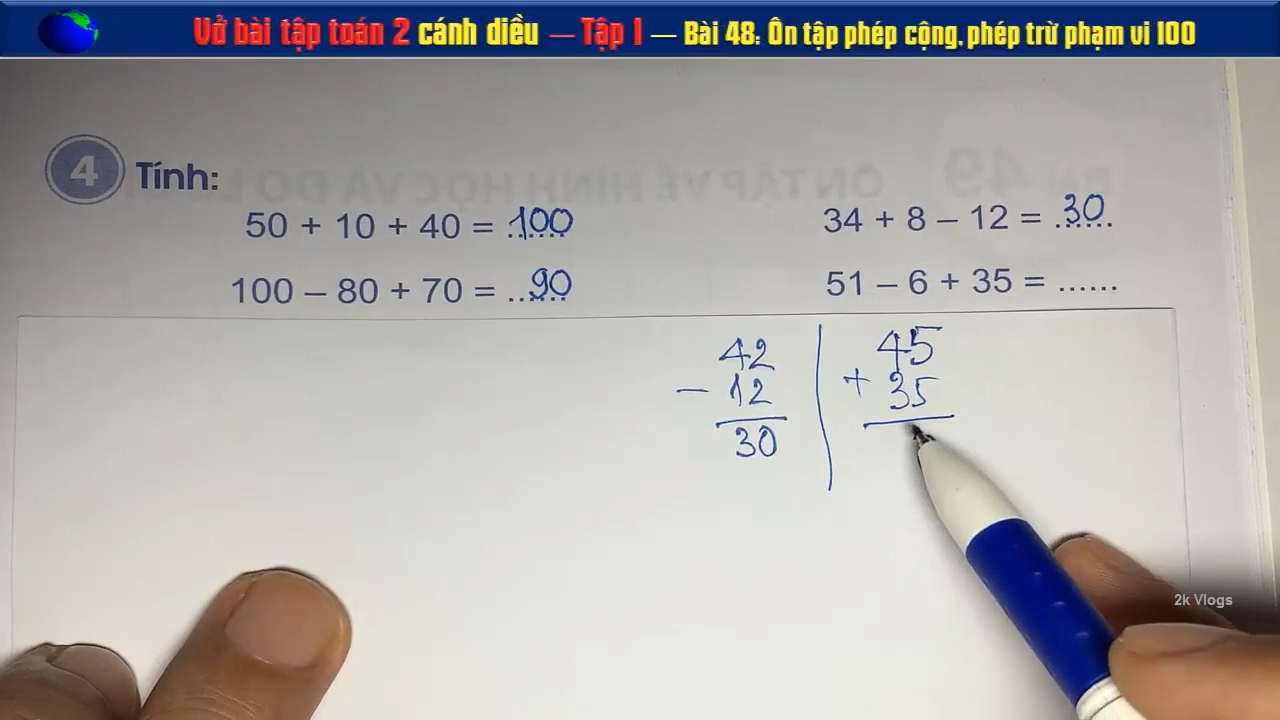 Vở bài tập toán 2 cánh diều — Tập 1 — Bài 48: Ôn tập phép cộng, phép trừ phạm vi 100
4 Tính:
50 + 10 + 40 = 100
34 + 8 – 12 = 30
100 – 80 + 70 = 90
51 – 6 + 35 = ......
42
– 12
30
45
+ 35
2k Vlogs